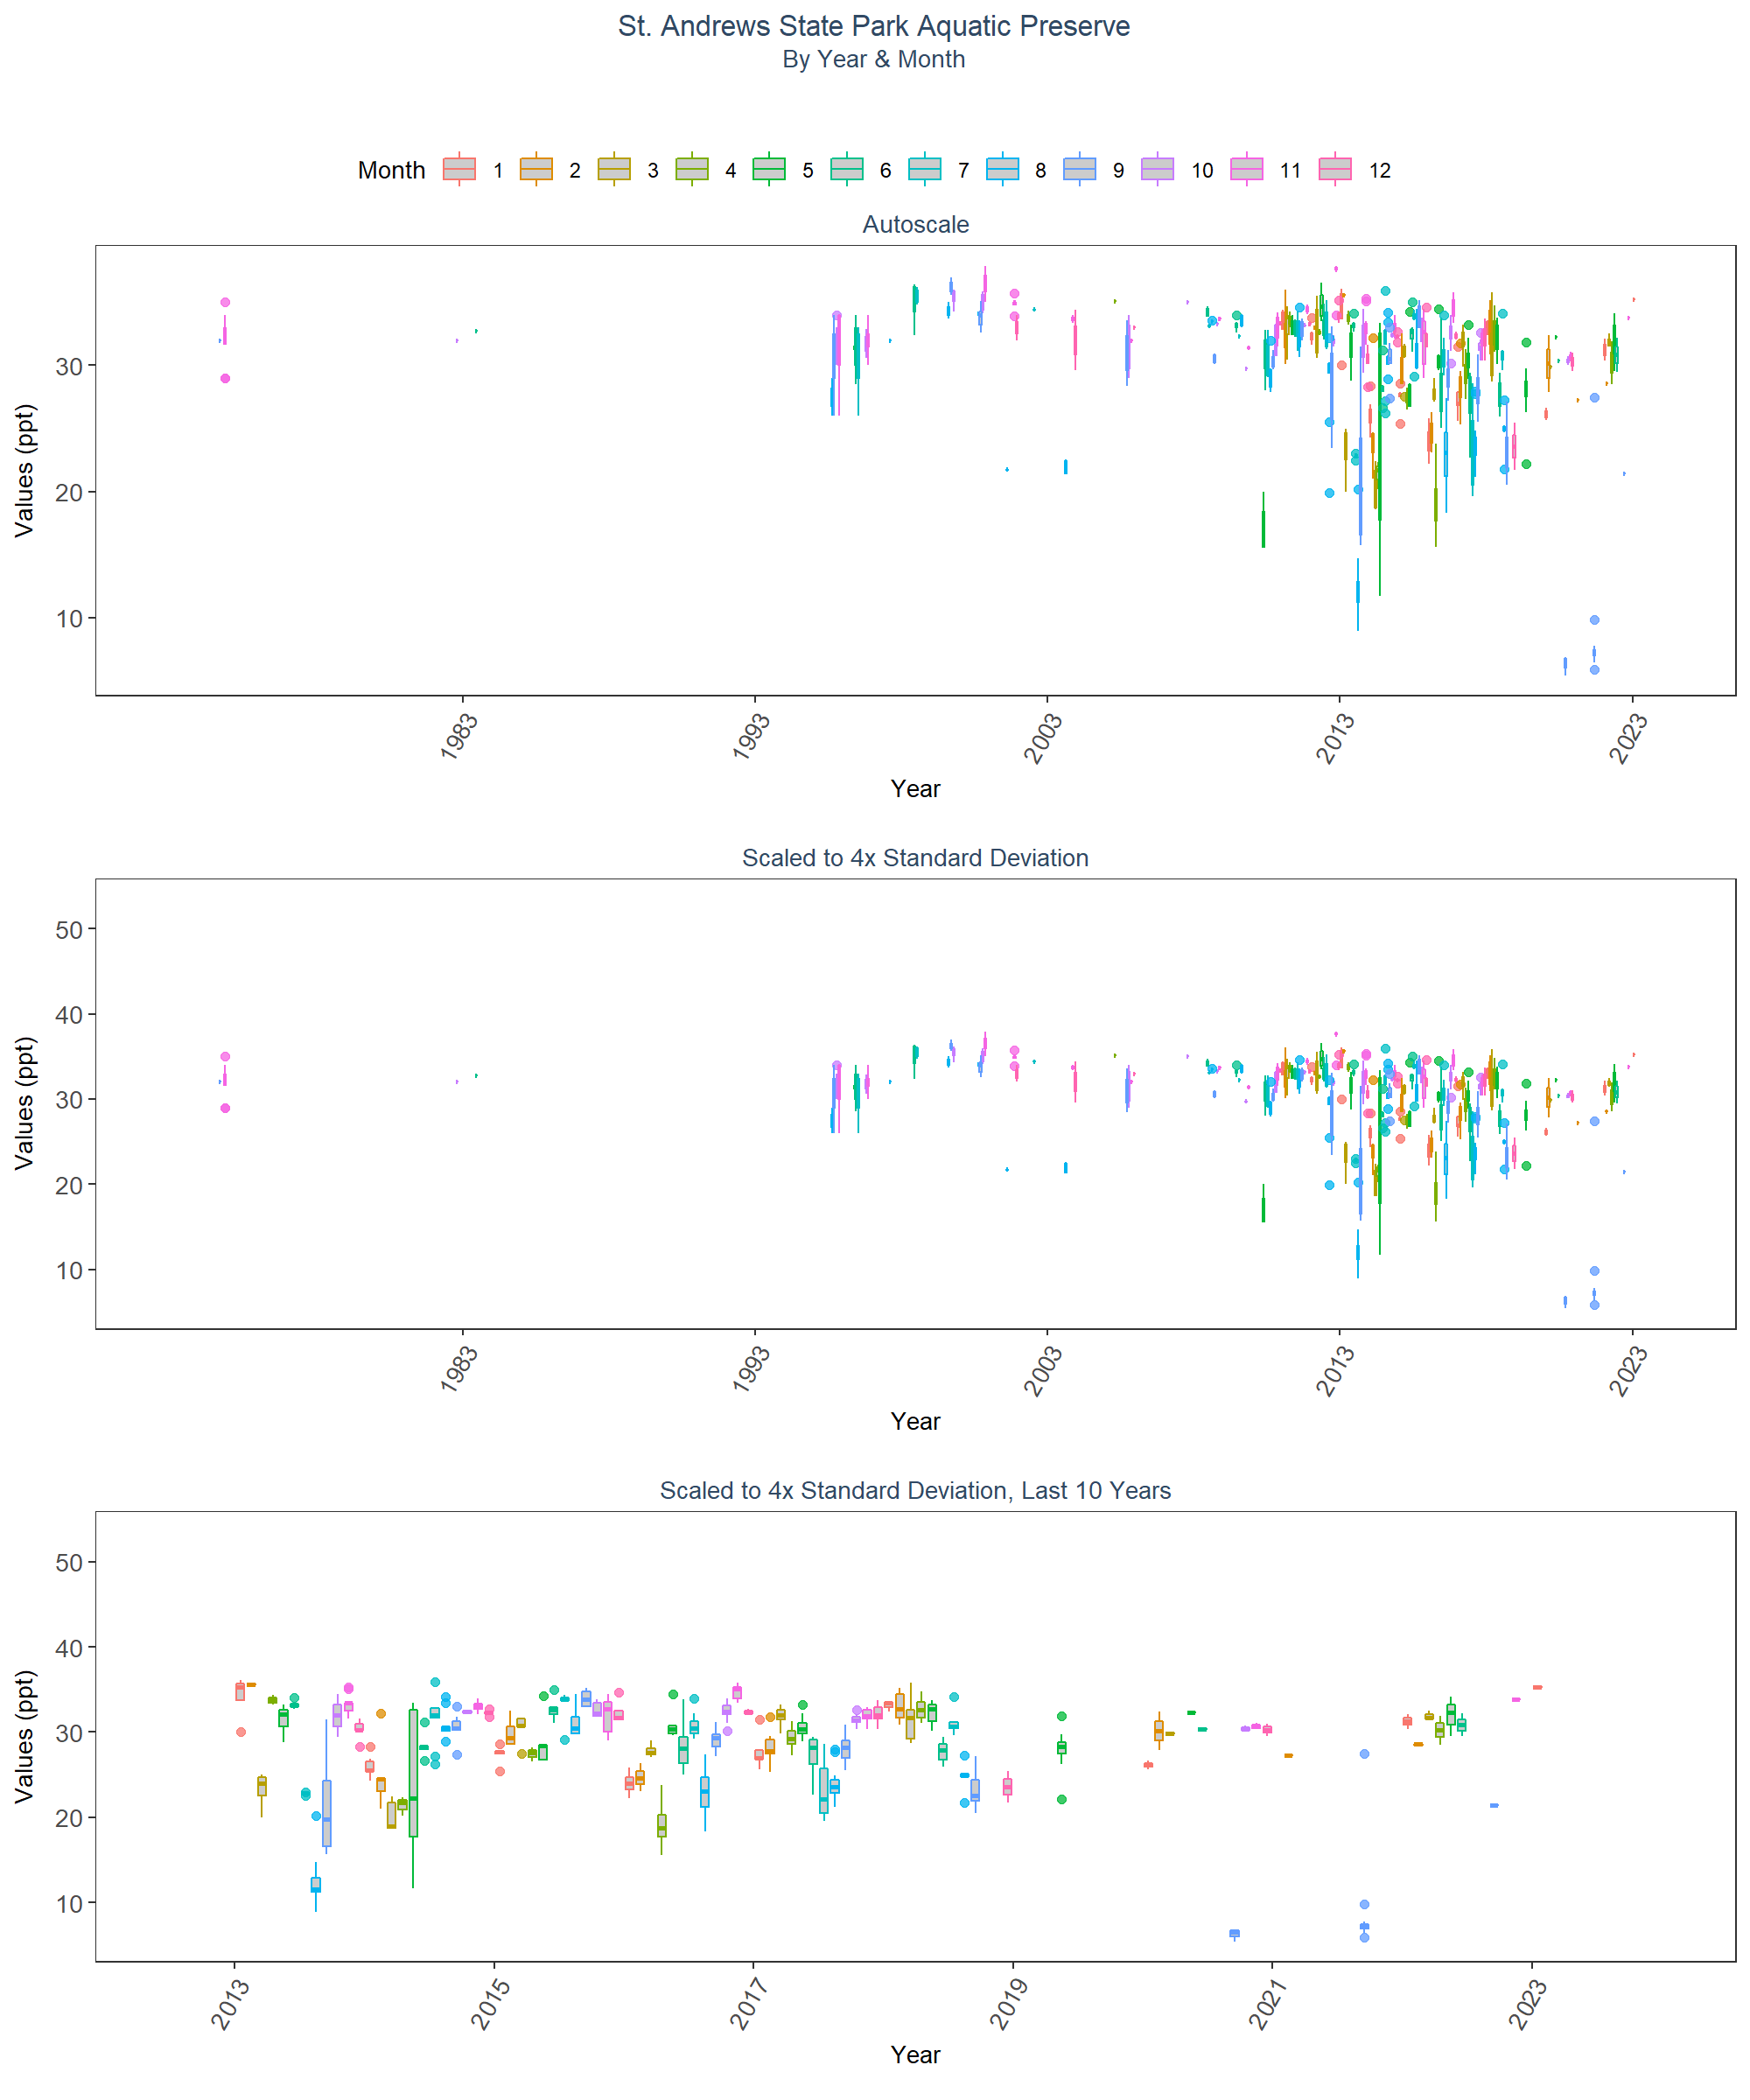 St. Andrews State Park Aquatic Preserve
By Year & Month
Month 1 2 3 4 5 6 7 8 9 10 11 12
Autoscale
Values (ppt)
30
20
10
1983 1993 2003 2013 2023
Year
Scaled to 4x Standard Deviation
Values (ppt)
50
40
30
20
10
1983 1993 2003 2013 2023
Year
Scaled to 4x Standard Deviation, Last 10 Years
Values (ppt)
50
40
30
20
10
2013 2015 2017 2019 2021 2023
Year